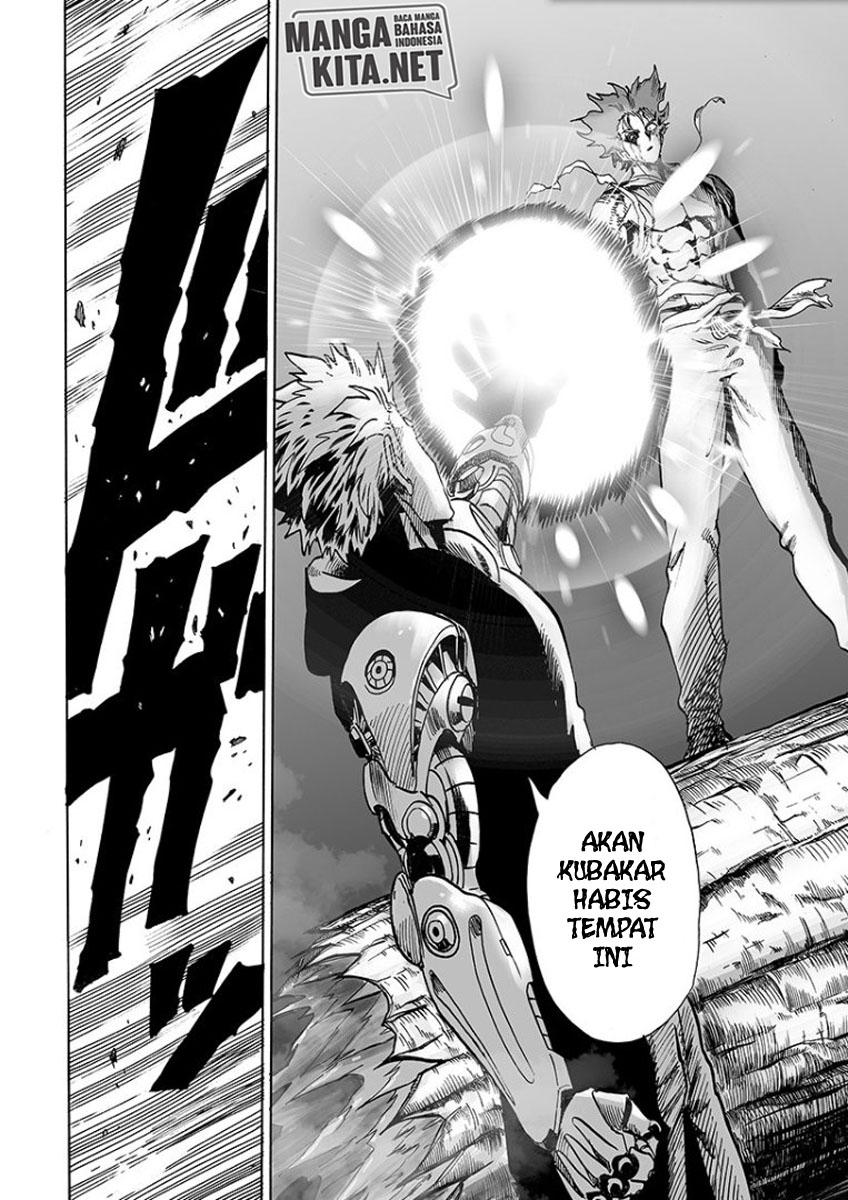 MANGA
KITA.NET
BACA MANGA
BAHASA
INDONESIA
AKAN
KUBAKAR
HABIS
TEMPAT
INI